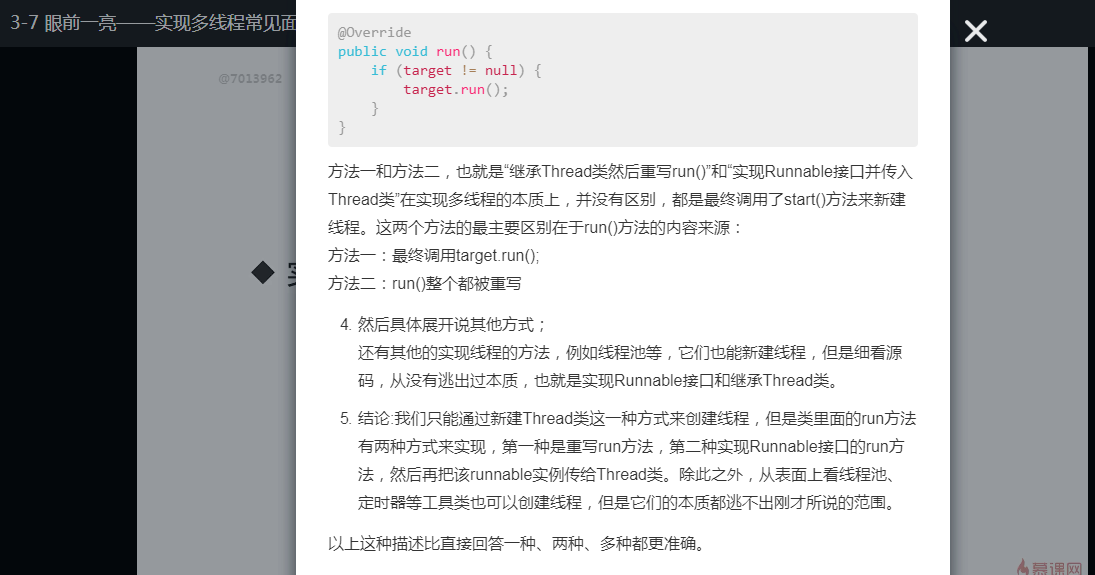 3-7 眼前一亮——实现多线程常见面
@7013962
@Override
public void run() {
if (target != null) {
target.run();
}
}
方法一和方法二，也就是“继承Thread类然后重写run()”和“实现Runnable接口并传入
Thread类”在实现多线程的本质上，并没有区别，都是最终调用了start()方法来新建
线程。这两个方法的最主要区别在于run()方法的内容来源：
方法一：最终调用target.run();
方法二：run()整个都被重写
4. 然后具体展开说其他方式；
还有其他的实现线程的方法，例如线程池等，它们也能新建线程，但是细看源
码，从没有逃出过本质，也就是实现Runnable接口和继承Thread类。
5. 结论:我们只能通过新建Thread类这一种方式来创建线程，但是类里面的run方法
有两种方式来实现，第一种是重写run方法，第二种实现Runnable接口的run方
法，然后再把该runnable实例传给Thread类。除此之外，从表面上看线程池、
定时器等工具类也可以创建线程，但是它们的本质都逃不出刚才所说的范围。
以上这种描述比直接回答一种、两种、多种都更准确。
慕课网